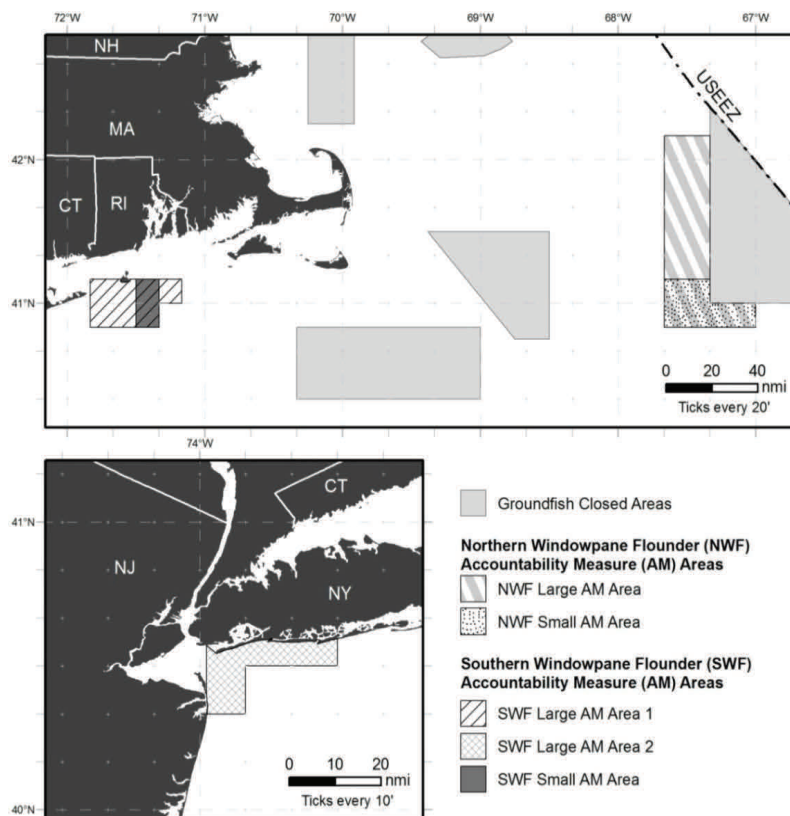 72°W 71°W 70°W 69°W 68°W 67°W
NH
USEEZ
MA
42°N
CT RI
41°N
0 20 40
nmi
Ticks every 20'
74°W
CT
41°N
NJ
NY
0 10 20
nmi
Ticks every 10'
40°N
Groundfish Closed Areas
Northern Windowpane Flounder (NWF)
Accountability Measure (AM) Areas
NWF Large AM Area
NWF Small AM Area
Southern Windowpane Flounder (SWF)
Accountability Measure (AM) Areas
SWF Large AM Area 1
SWF Large AM Area 2
SWF Small AM Area